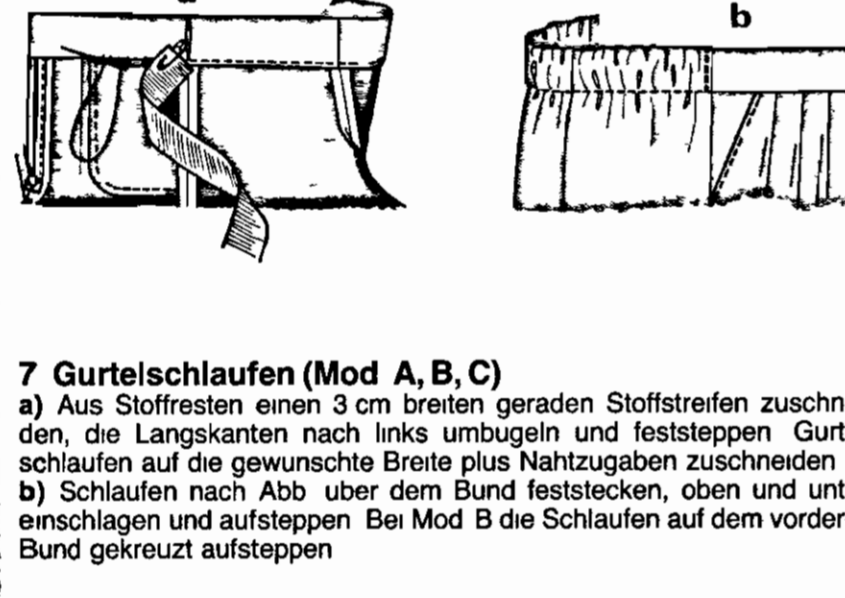 b
7 Gurtelschlaufen (Mod A, B, C)
a) Aus Stoffresten einen 3 cm breiten geraden Stoffstreifen zuschn
den, die Langskanten nach links umbugeln und feststeppen Gurt
schlaufen auf die gewunschte Breite plus Nahtzugaben zuschneiden
b) Schlaufen nach Abb uber dem Bund feststecken, oben und unt
einschlagen und aufsteppen Bei Mod B die Schlaufen auf dem vorder
Bund gekreuzt aufsteppen